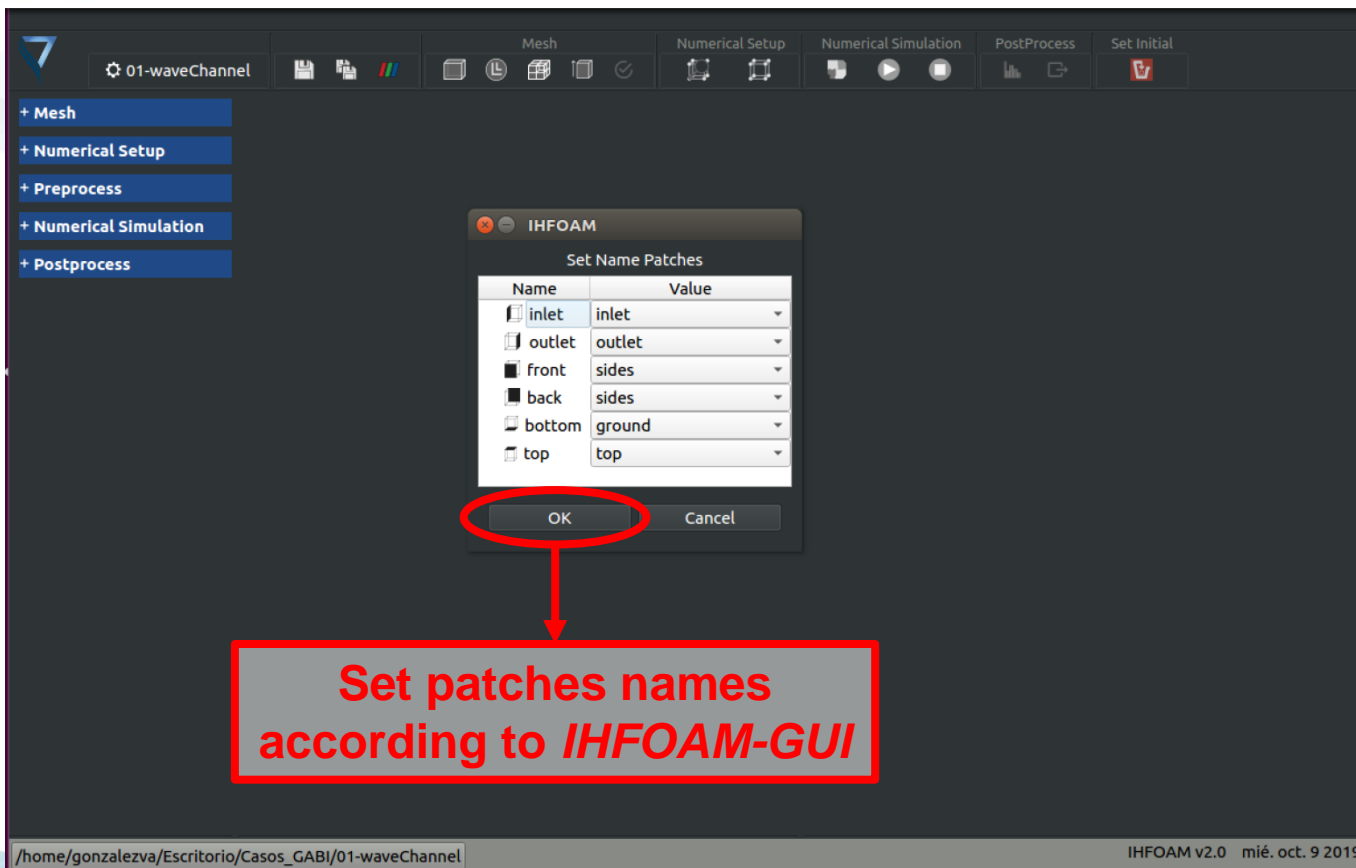 Mesh Numerical Setup Numerical Simulation PostProcess Set Initial
01-waveChannel
+ Mesh
+ Numerical Setup
+ Preprocess
+ Numerical Simulation
+ Postprocess
IHFOAM
Set Name Patches
Name Value
inlet inlet
outlet outlet
front sides
back sides
bottom ground
top top
OK Cancel
Set patches names
according to IHFOAM-GUI
/home/gonzalezva/Escritorio/Casos_GABI/01-waveChannel IHFOAM v2.0 mié. oct. 9 2019